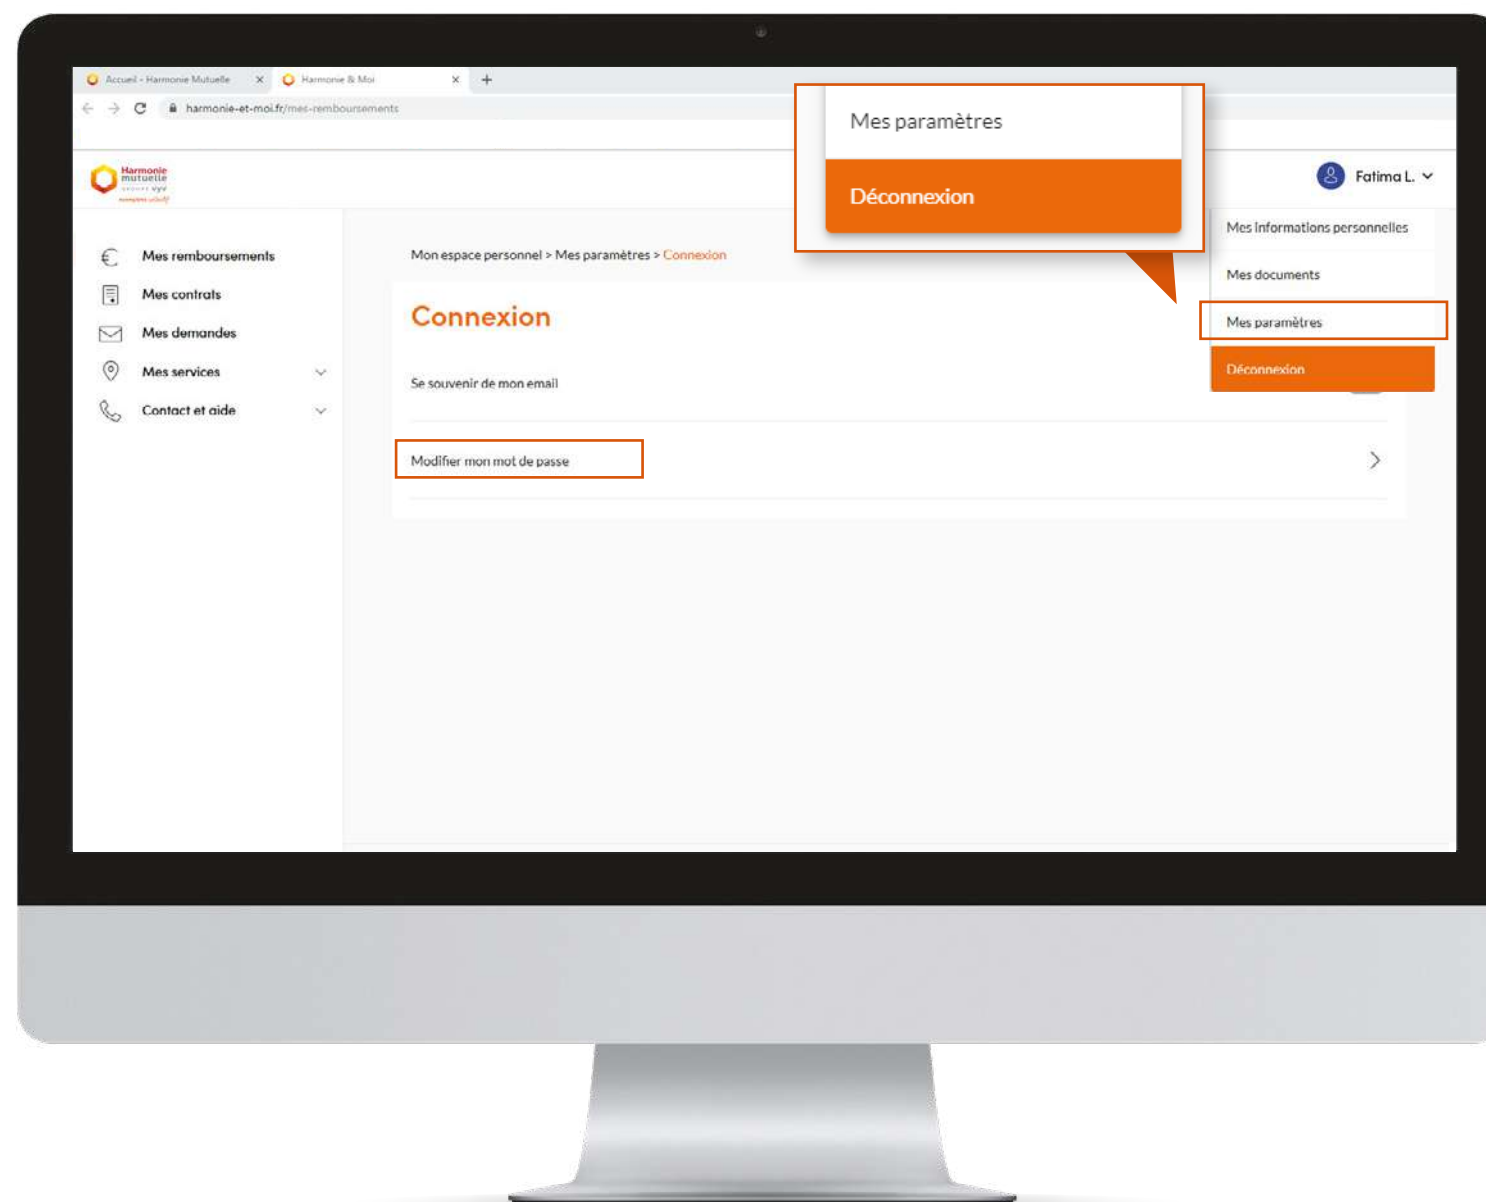 Accueil - Harmonie Mutuelle
Harmonie & Moi
harmonie-et-moi.fr/mes-remboursements
Mes paramètres
Déconnexion
Harmonie
mutuelle
GROUPE vyv
Fatima L.
Mes informations personnelles
Mes documents
Mes paramètres
Déconnexion
Mes remboursements
Mes contrats
Mes demandes
Mes services
Contact et aide
Mon espace personnel > Mes paramètres > Connexion
Connexion
Se souvenir de mon email
Modifier mon mot de passe